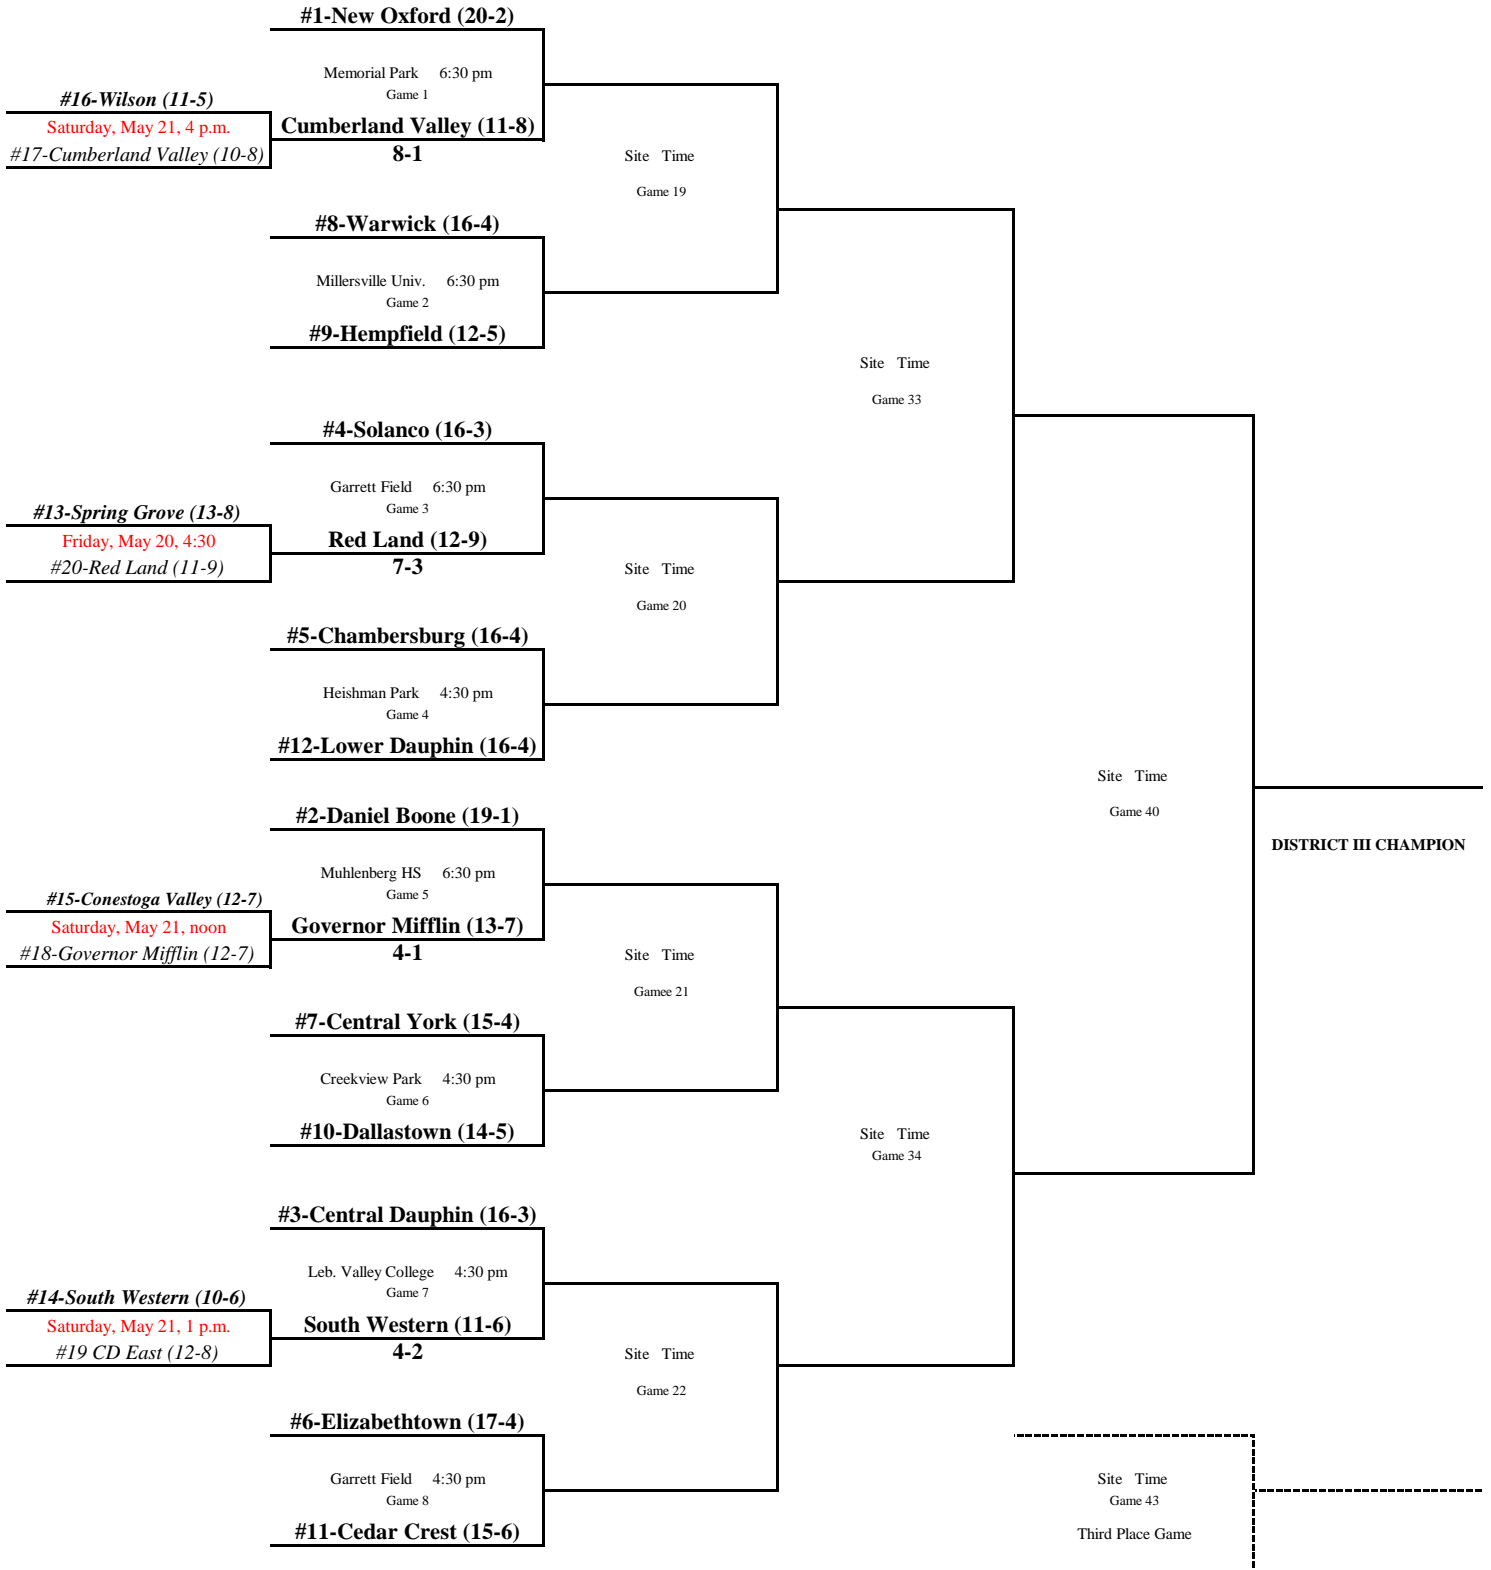 #1-New Oxford (20-2)
Memorial Park 6:30 pm
Game 1
#16-Wilson (11-5)
Saturday, May 21, 4 p.m.
Cumberland Valley (11-8)
#17-Cumberland Valley (10-8)
8-1
Site Time
Game 19
#8-Warwick (16-4)
Millersville Univ. 6:30 pm
Game 2
#9-Hempfield (12-5)
Site Time
Game 33
#4-Solanco (16-3)
Garrett Field 6:30 pm
Game 3
#13-Spring Grove (13-8)
Friday, May 20, 4:30
Red Land (12-9)
#20-Red Land (11-9)
7-3
Site Time
Game 20
#5-Chambersburg (16-4)
Heishman Park 4:30 pm
Game 4
#12-Lower Dauphin (16-4)
Site Time
Game 40
DISTRICT III CHAMPION
#2-Daniel Boone (19-1)
Muhlenberg HS 6:30 pm
Game 5
#15-Conestoga Valley (12-7)
Saturday, May 21, noon
Governor Mifflin (13-7)
#18-Governor Mifflin (12-7)
4-1
Site Time
Gamee 21
#7-Central York (15-4)
Creekview Park 4:30 pm
Game 6
#10-Dallastown (14-5)
Site Time
Game 34
#3-Central Dauphin (16-3)
Leb. Valley College 4:30 pm
Game 7
#14-South Western (10-6)
Saturday, May 21, 1 p.m.
South Western (11-6)
#19 CD East (12-8)
4-2
Site Time
Game 22
#6-Elizabethtown (17-4)
Garrett Field 4:30 pm
Game 8
#11-Cedar Crest (15-6)
Site Time
Game 43
Third Place Game